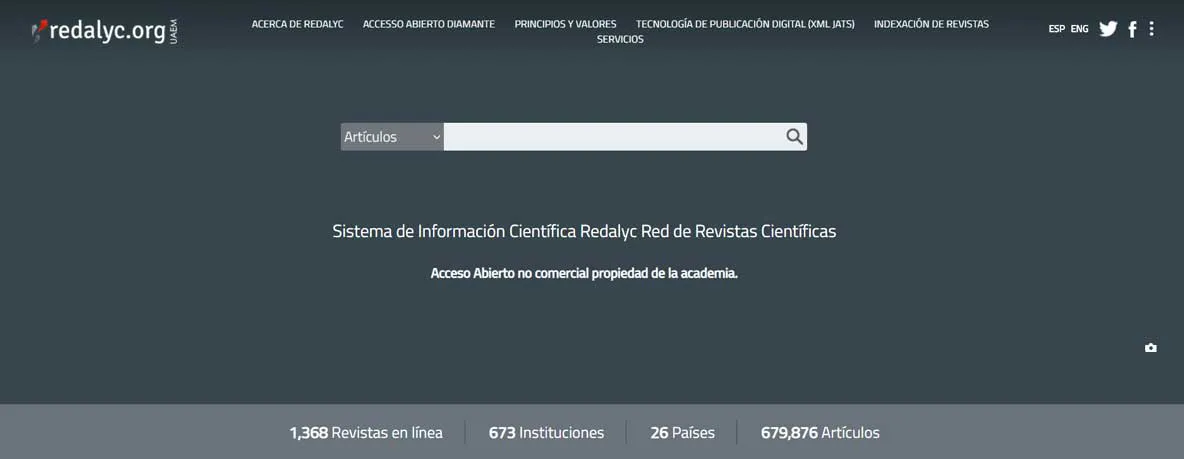 redalyc.org
UAEM
ACERCA DE REDALYC ACCESSO ABIERTO DIAMANTE PRINCIPIOS Y VALORES TECNOLOGÍA DE PUBLICACIÓN DIGITAL (XML JATS) INDEXACIÓN DE REVISTAS
SERVICIOS
ESP ENG
Artículos
Sistema de Información Científica Redalyc Red de Revistas Científicas
Acceso Abierto no comercial propiedad de la academia.
1,368 Revistas en línea 673 Instituciones 26 Países 679,876 Artículos